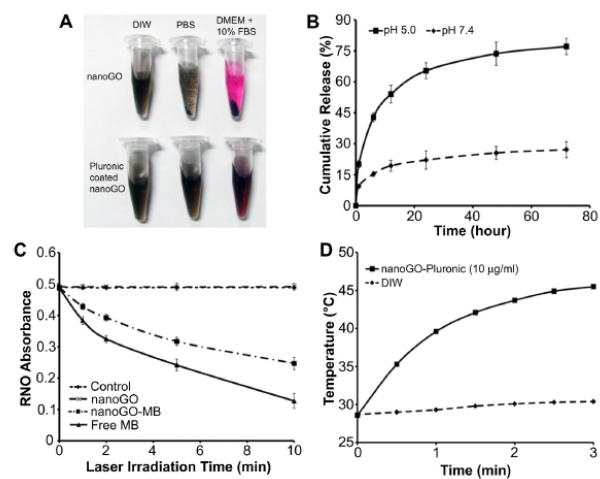 A
DIW
PBS
DMEM +
10% FBS
nanoGO
Pluronic
coated
nanoGO
B
pH 5.0
pH 7.4
Cumulative Release (%)
90
75
60
45
30
15
0
0
20
40
60
80
Time (hour)
C
RNO Absorbance
0.6
0.5
0.4
0.3
0.2
0.1
0
Control
nanoGO
nanoGO-MB
Free MB
0
2
4
6
8
10
Laser Irradiation Time (min)
D
Temperature (°C)
50
45
40
35
30
25
nanoGO-Pluronic (10 μg/ml)
DIW
0
1
2
3
Time (min)